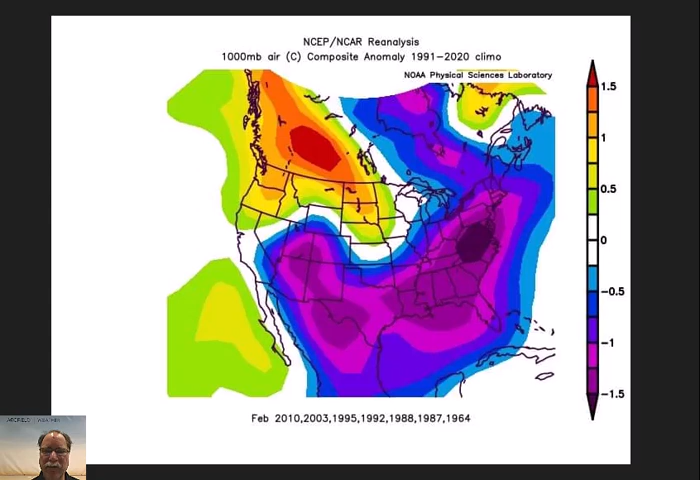 NCEP/NCAR Reanalysis
1000mb air (C) Composite Anomaly 1991-2020 climo
NOAA Physical Sciences Laboratory
1.5
1
0.5
0
-0.5
-1
-1.5
Feb 2010,2003,1995,1992,1988,1987,1964